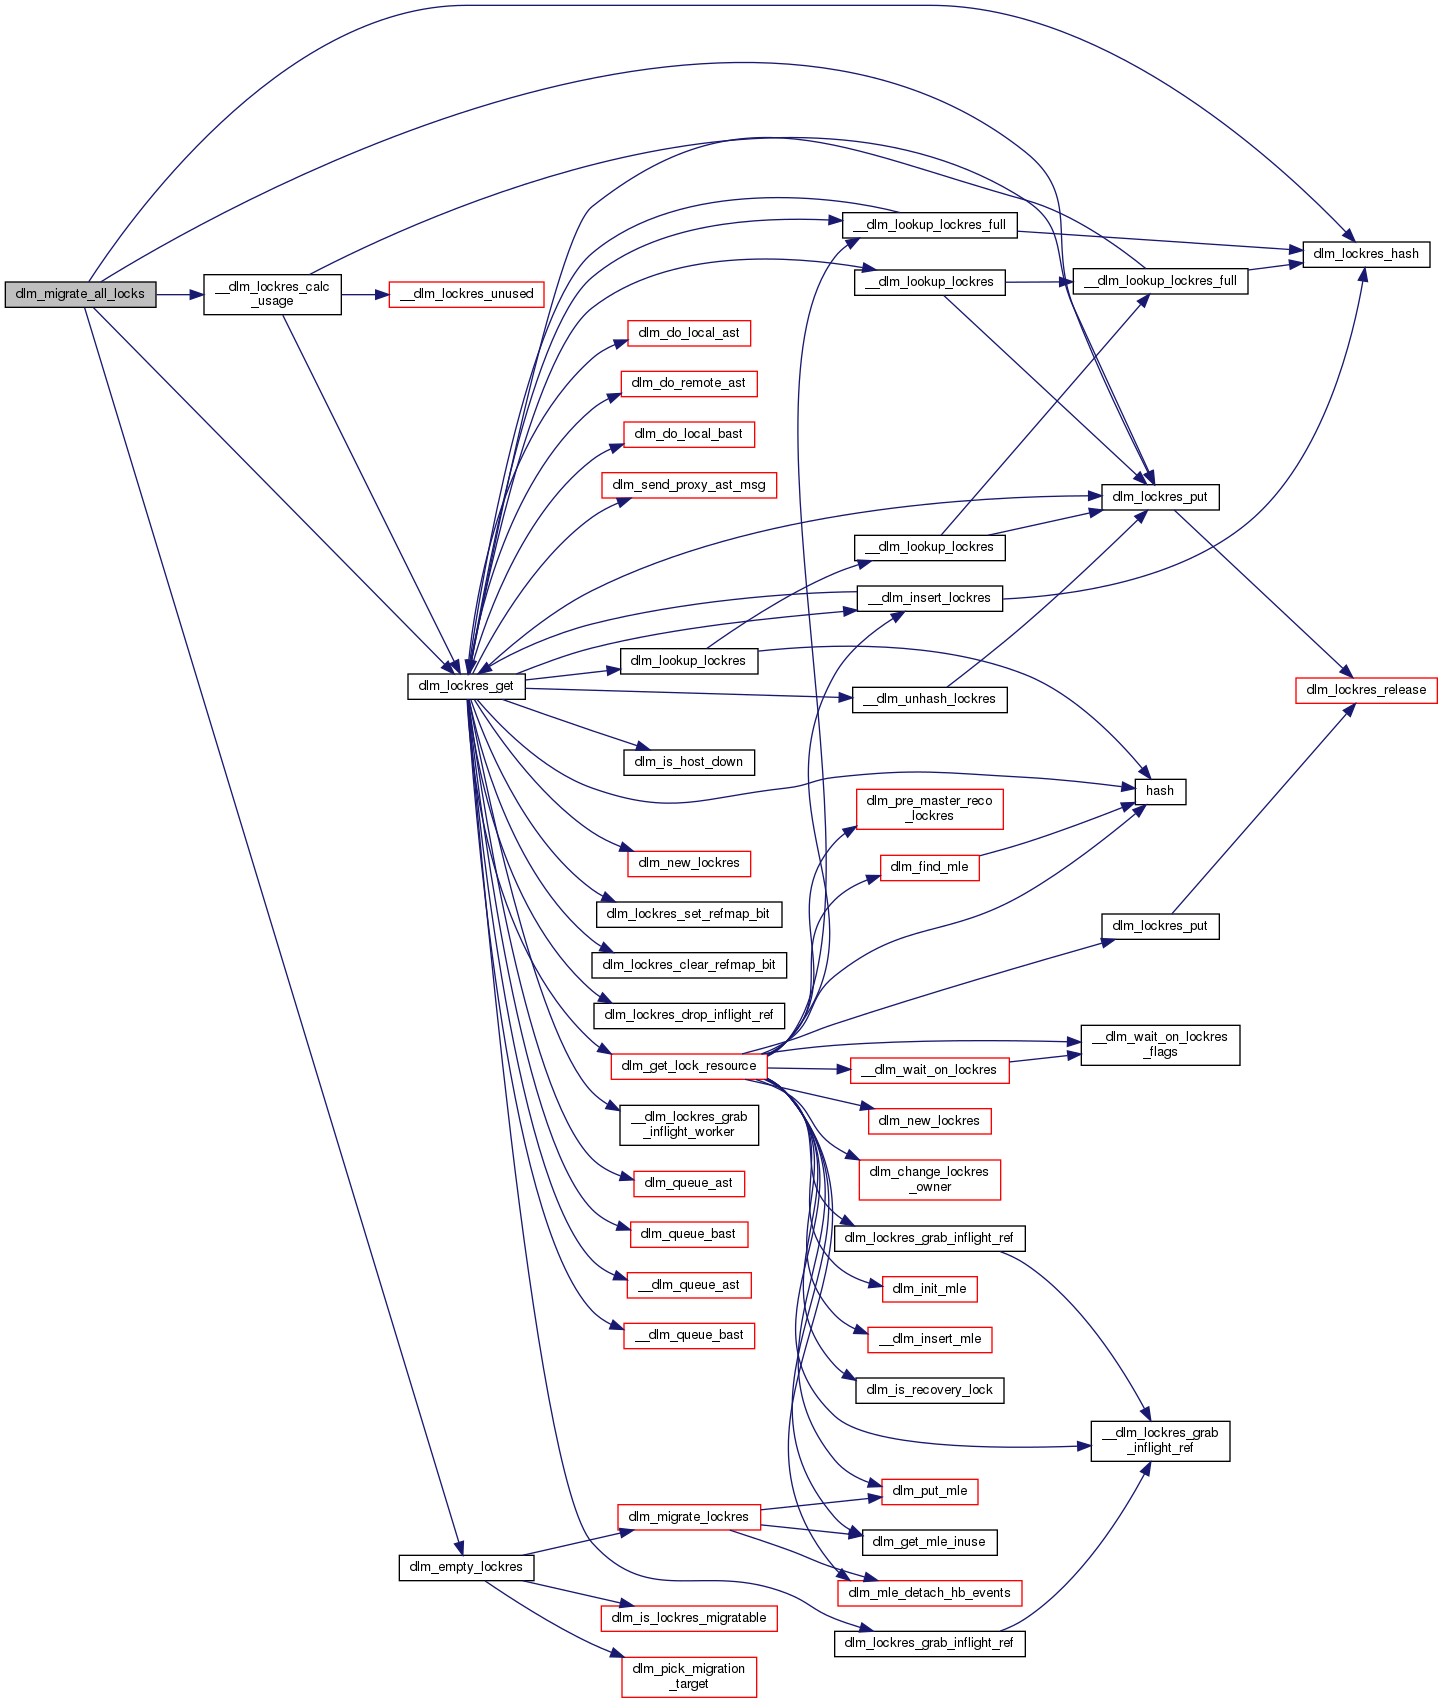 dlm_migrate_all_locks
__dlm_lockres_calc
_usage
__dlm_lockres_unused
__dlm_lookup_lockres_full
dlm_lockres_hash
__dlm_lookup_lockres
__dlm_lookup_lockres_full
dlm_do_local_ast
dlm_do_remote_ast
dlm_do_local_bast
dlm_send_proxy_ast_msg
dlm_lockres_put
__dlm_lookup_lockres
__dlm_insert_lockres
dlm_lookup_lockres
dlm_lockres_get
__dlm_unhash_lockres
dlm_lockres_release
dlm_is_host_down
hash
dlm_pre_master_reco
_lockres
dlm_new_lockres
dlm_find_mle
dlm_lockres_set_refmap_bit
dlm_lockres_put
dlm_lockres_clear_refmap_bit
dlm_lockres_drop_inflight_ref
__dlm_wait_on_lockres
_flags
dlm_get_lock_resource
__dlm_wait_on_lockres
__dlm_lockres_grab
_inflight_worker
dlm_new_lockres
dlm_queue_ast
dlm_change_lockres
_owner
dlm_queue_bast
dlm_lockres_grab_inflight_ref
__dlm_queue_ast
dlm_init_mle
__dlm_queue_bast
__dlm_insert_mle
dlm_is_recovery_lock
__dlm_lockres_grab
_inflight_ref
dlm_put_mle
dlm_migrate_lockres
dlm_get_mle_inuse
dlm_empty_lockres
dlm_mle_detach_hb_events
dlm_is_lockres_migratable
dlm_lockres_grab_inflight_ref
dlm_pick_migration
_target